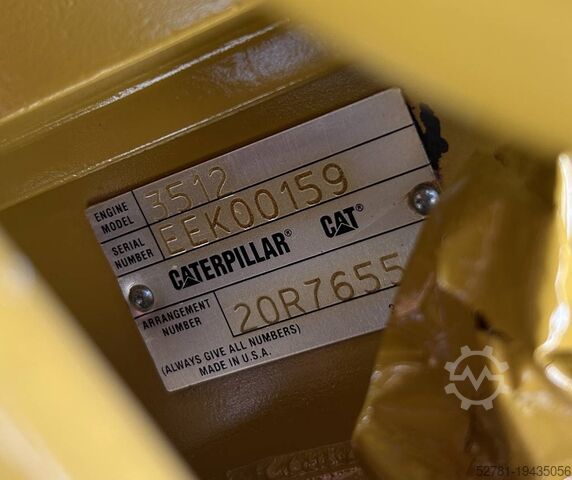 ENGINE MODEL 3512
SERIAL NUMBER EEK00159
CATERPILLAR® CAT®
ARRANGEMENT NUMBER 20R7655
(ALWAYS GIVE ALL NUMBERS)
MADE IN U.S.A.
52781-19435056